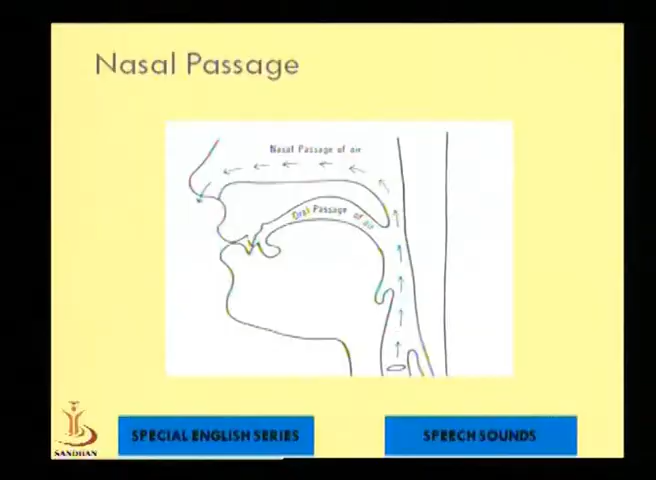 Nasal Passage
Nasal Passage of air
Oral Passage of air
SANDHAN
SPECIAL ENGLISH SERIES
SPEECH SOUNDS